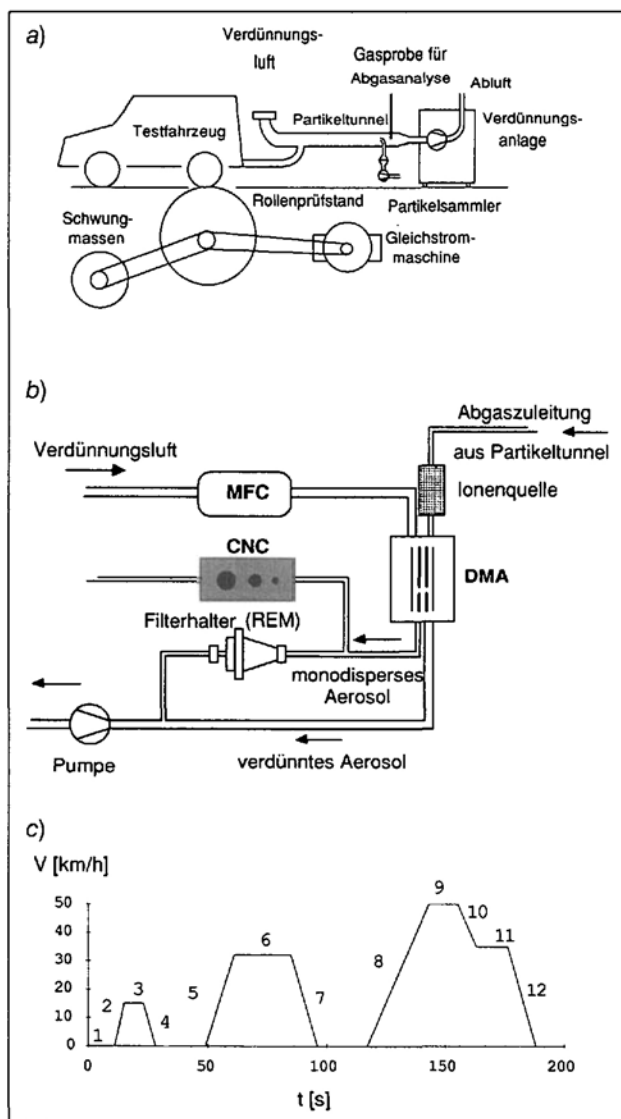 a)
Verdünnungs-
luft
Gasprobe für
Abgasanalyse
Abluft
Testfahrzeug
Partikeltunnel
Verdünnungs-
anlage
Rollenprüfstand
Partikelsammler
Schwung-
massen
Gleichstrom-
maschine
b)
Abgaszuleitung
aus Partikeltunnel
Verdünnungsluft
MFC
Ionenquelle
CNC
DMA
Filterhalter (REM)
monodisperses
Aerosol
Pumpe
verdünntes Aerosol
c)
V [km/h]
50
40
30
20
10
0
1
2
3
4
5
6
7
8
9
10
11
12
0
50
100
150
200
t [s]